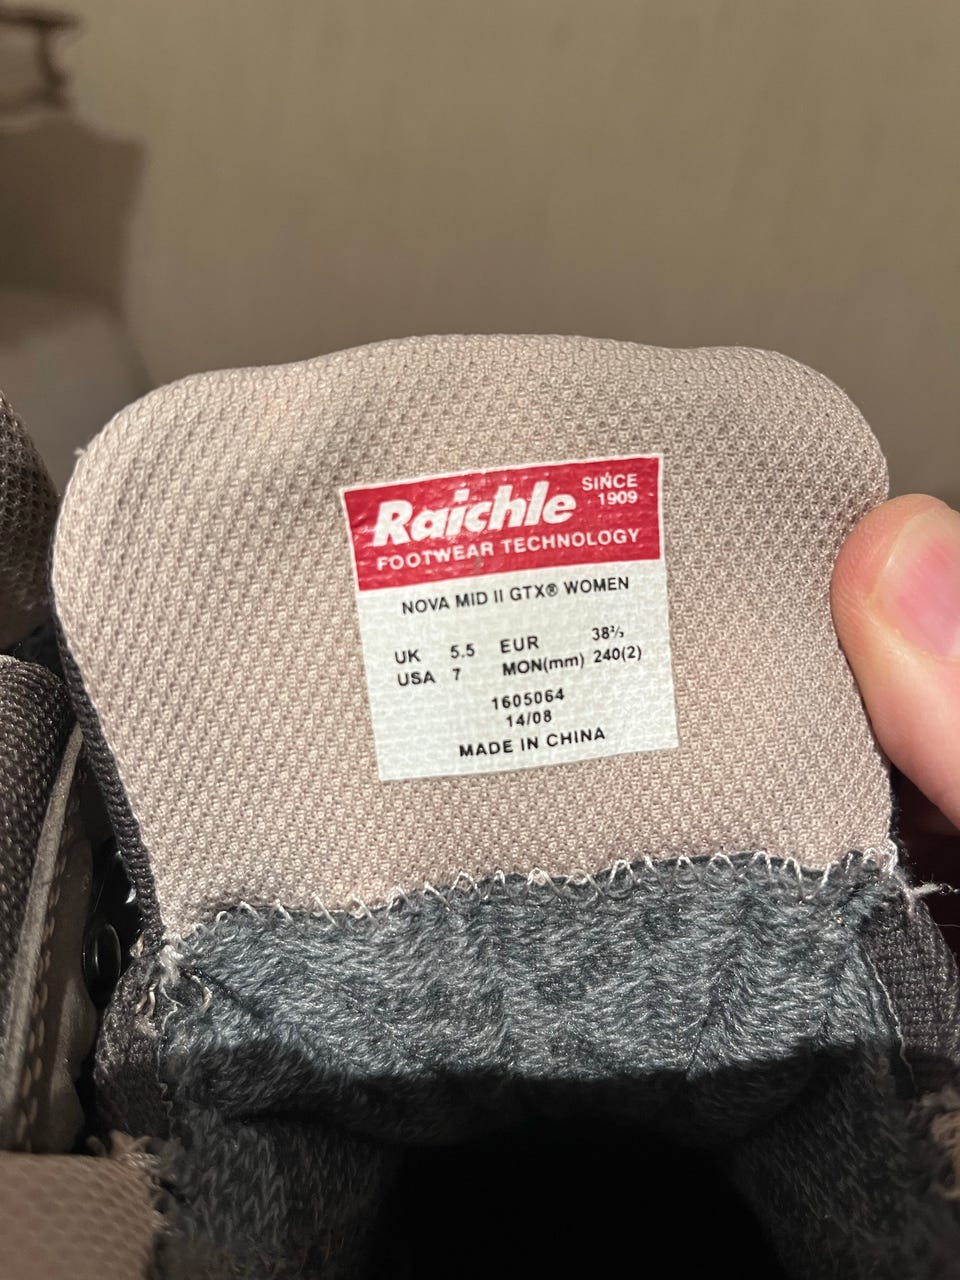 Raichle SINCE 1909
FOOTWEAR TECHNOLOGY
NOVA MID II GTX® WOMEN
UK 5.5 EUR 38⅔
USA 7 MON(mm) 240(2)
1605064
14/08
MADE IN CHINA